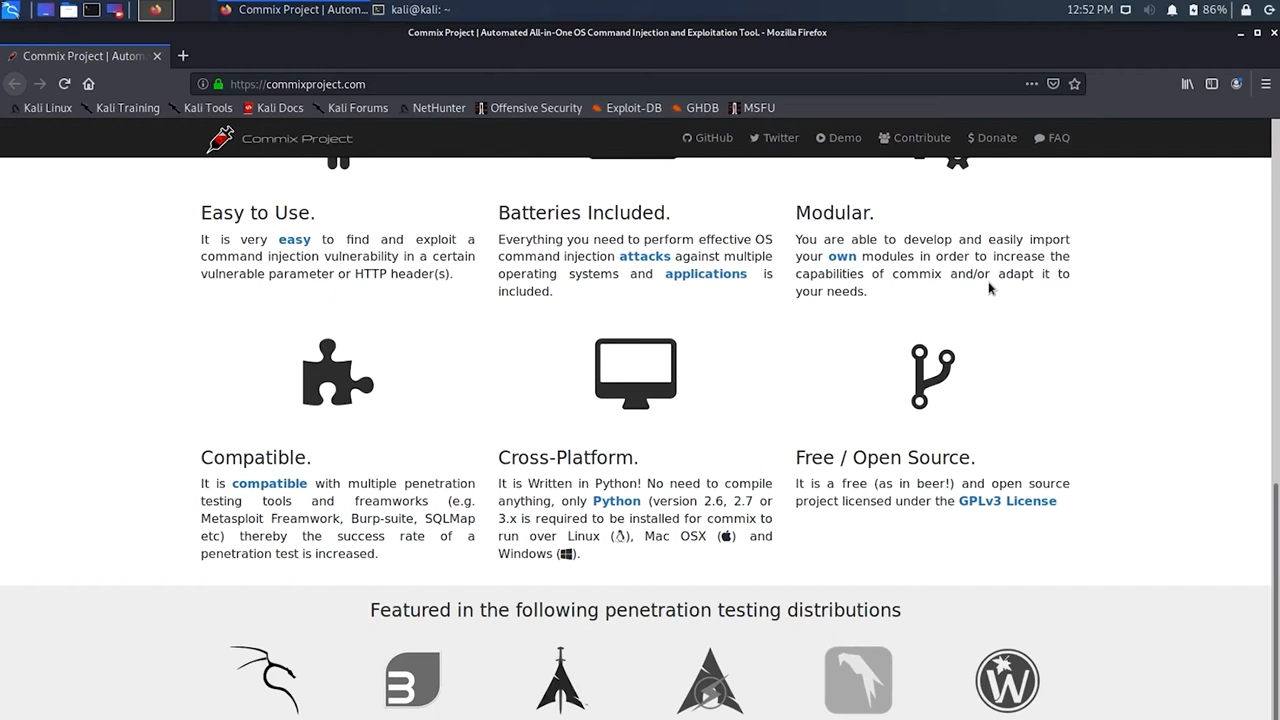 Commix Project | Autom...
kali@kali: ~
12:52 PM
86%
Commix Project | Automated All-in-One OS Command Injection and Exploitation Tool. - Mozilla Firefox
Commix Project | Autom
https://commixproject.com
Kali Linux
Kali Training
Kali Tools
Kali Docs
Kali Forums
NetHunter
Offensive Security
Exploit-DB
GHDB
MSFU
Commix Project
GitHub
Twitter
Demo
Contribute
Donate
FAQ
Easy to Use.
It is very easy to find and exploit a
command injection vulnerability in a certain
vulnerable parameter or HTTP header(s).
Batteries Included.
Everything you need to perform effective OS
command injection attacks against multiple
operating systems and applications is
included.
Modular.
You are able to develop and easily import
your own modules in order to increase the
capabilities of commix and/or adapt it to
your needs.
Compatible.
It is compatible with multiple penetration
testing tools and freamworks (e.g.
Metasploit Freamwork, Burp-suite, SQLMap
etc) thereby the success rate of a
penetration test is increased.
Cross-Platform.
It is Written in Python! No need to compile
anything, only Python (version 2.6, 2.7 or
3.x is required to be installed for commix to
run over Linux (), Mac OSX () and
Windows ().
Free / Open Source.
It is a free (as in beer!) and open source
project licensed under the GPLv3 License
Featured in the following penetration testing distributions
3
W